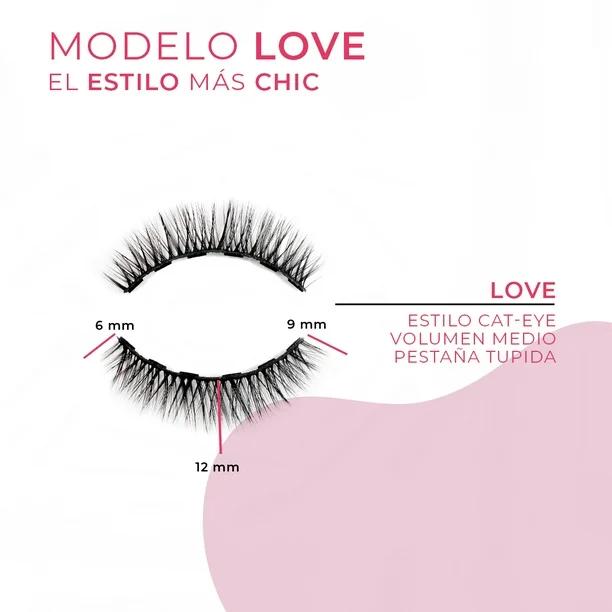 MODELO LOVE
EL ESTILO MÁS CHIC
LOVE
6 mm
9 mm
ESTILO CAT-EYE
VOLUMEN MEDIO
PESTAÑA TUPIDA
12 mm